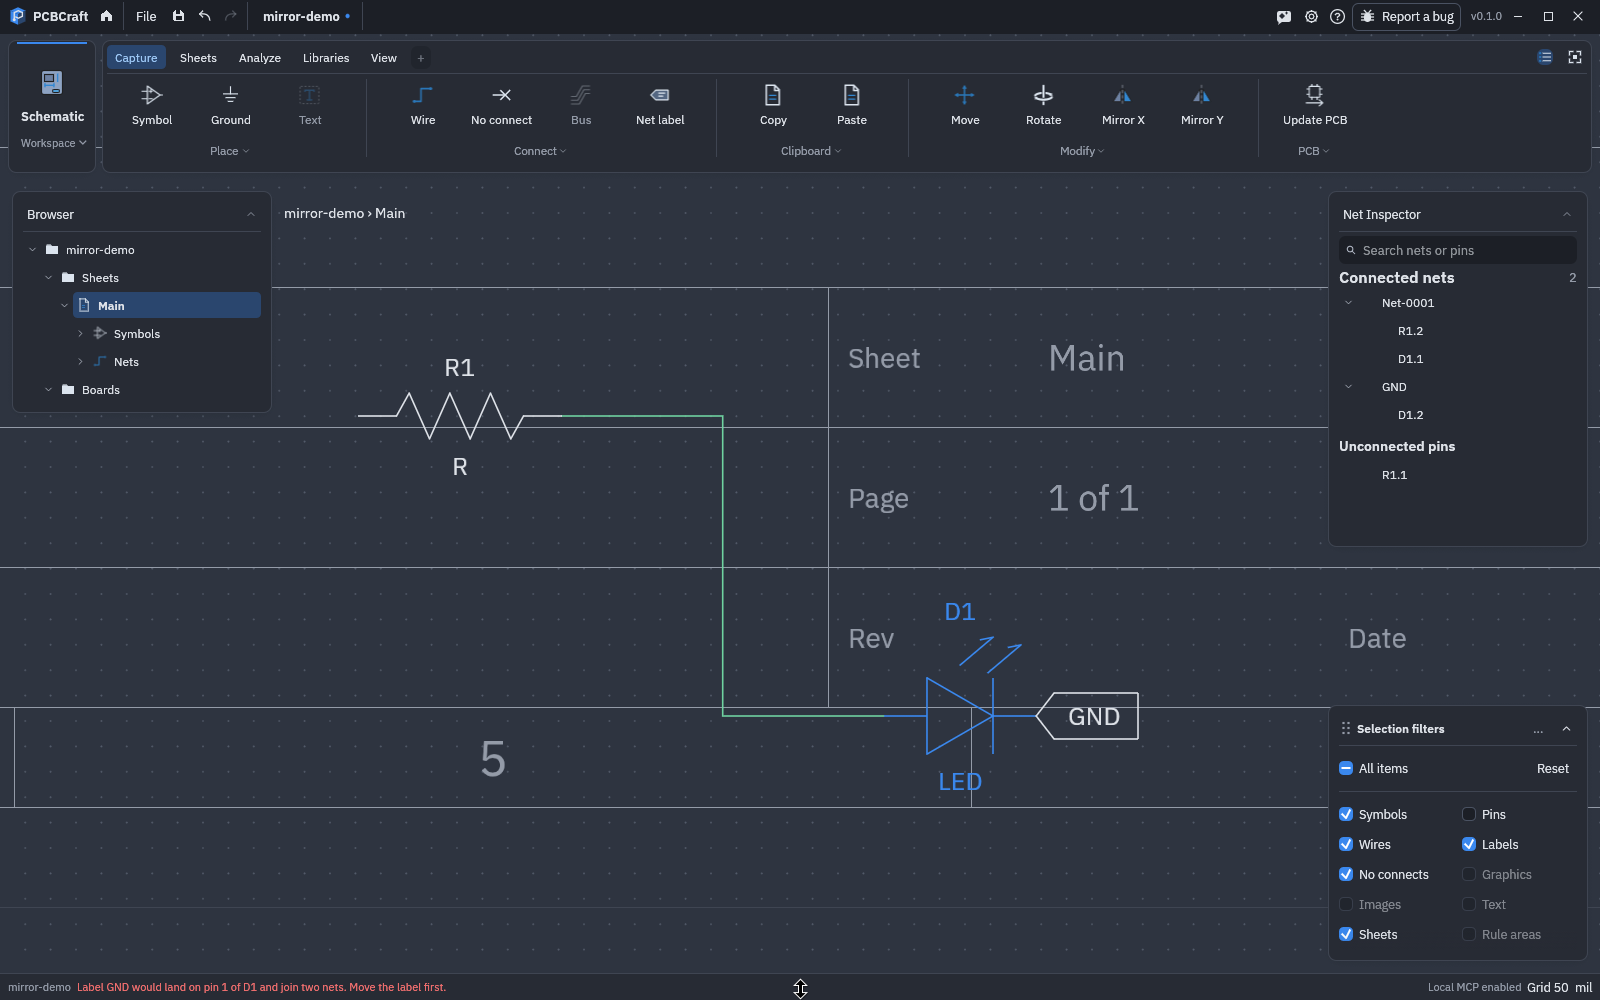 PCBCraft File mirror-demo Report a bug v0.1.0
Capture Sheets Analyze Libraries View +
Schematic
Workspace
Symbol Ground Text Wire No connect Bus Net label Copy Paste Move Rotate Mirror X Mirror Y Update PCB
Place Connect Clipboard Modify PCB
Browser
mirror-demo
Sheets
Main
Symbols
Nets
Boards
mirror-demo › Main
R1
R
Sheet Main
Page 1 of 1
Rev Date
D1
GND
LED
5
Net Inspector
Search nets or pins
Connected nets 2
Net-0001
R1.2
D1.1
GND
D1.2
Unconnected pins
R1.1
Selection filters ...
All items Reset
Symbols Pins
Wires Labels
No connects Graphics
Images Text
Sheets Rule areas
mirror-demo Label GND would land on pin 1 of D1 and join two nets. Move the label first. Local MCP enabled Grid 50 mil